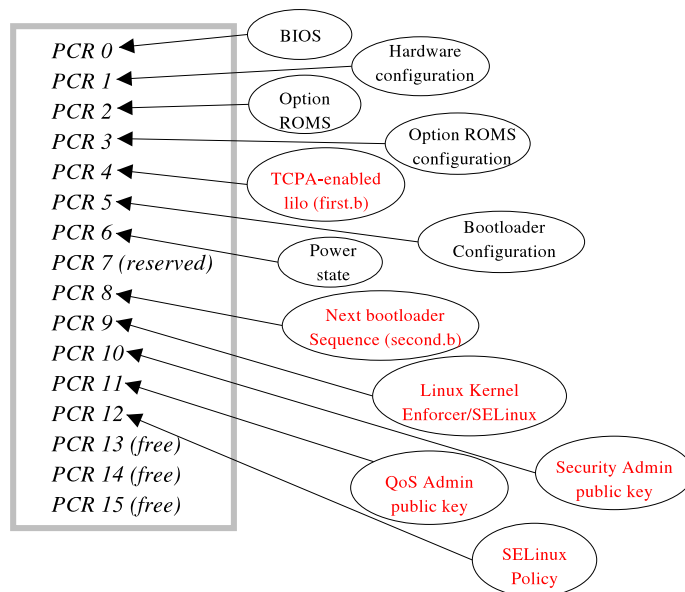 PCR 0
PCR 1
PCR 2
PCR 3
PCR 4
PCR 5
PCR 6
PCR 7 (reserved)
PCR 8
PCR 9
PCR 10
PCR 11
PCR 12
PCR 13 (free)
PCR 14 (free)
PCR 15 (free)
BIOS
Hardware
configuration
Option
ROMS
Option ROMS
configuration
TCPA-enabled
lilo (first.b)
Bootloader
Configuration
Power
state
Next bootloader
Sequence (second.b)
Linux Kernel
Enforcer/SELinux
Security Admin
public key
QoS Admin
public key
SELinux
Policy